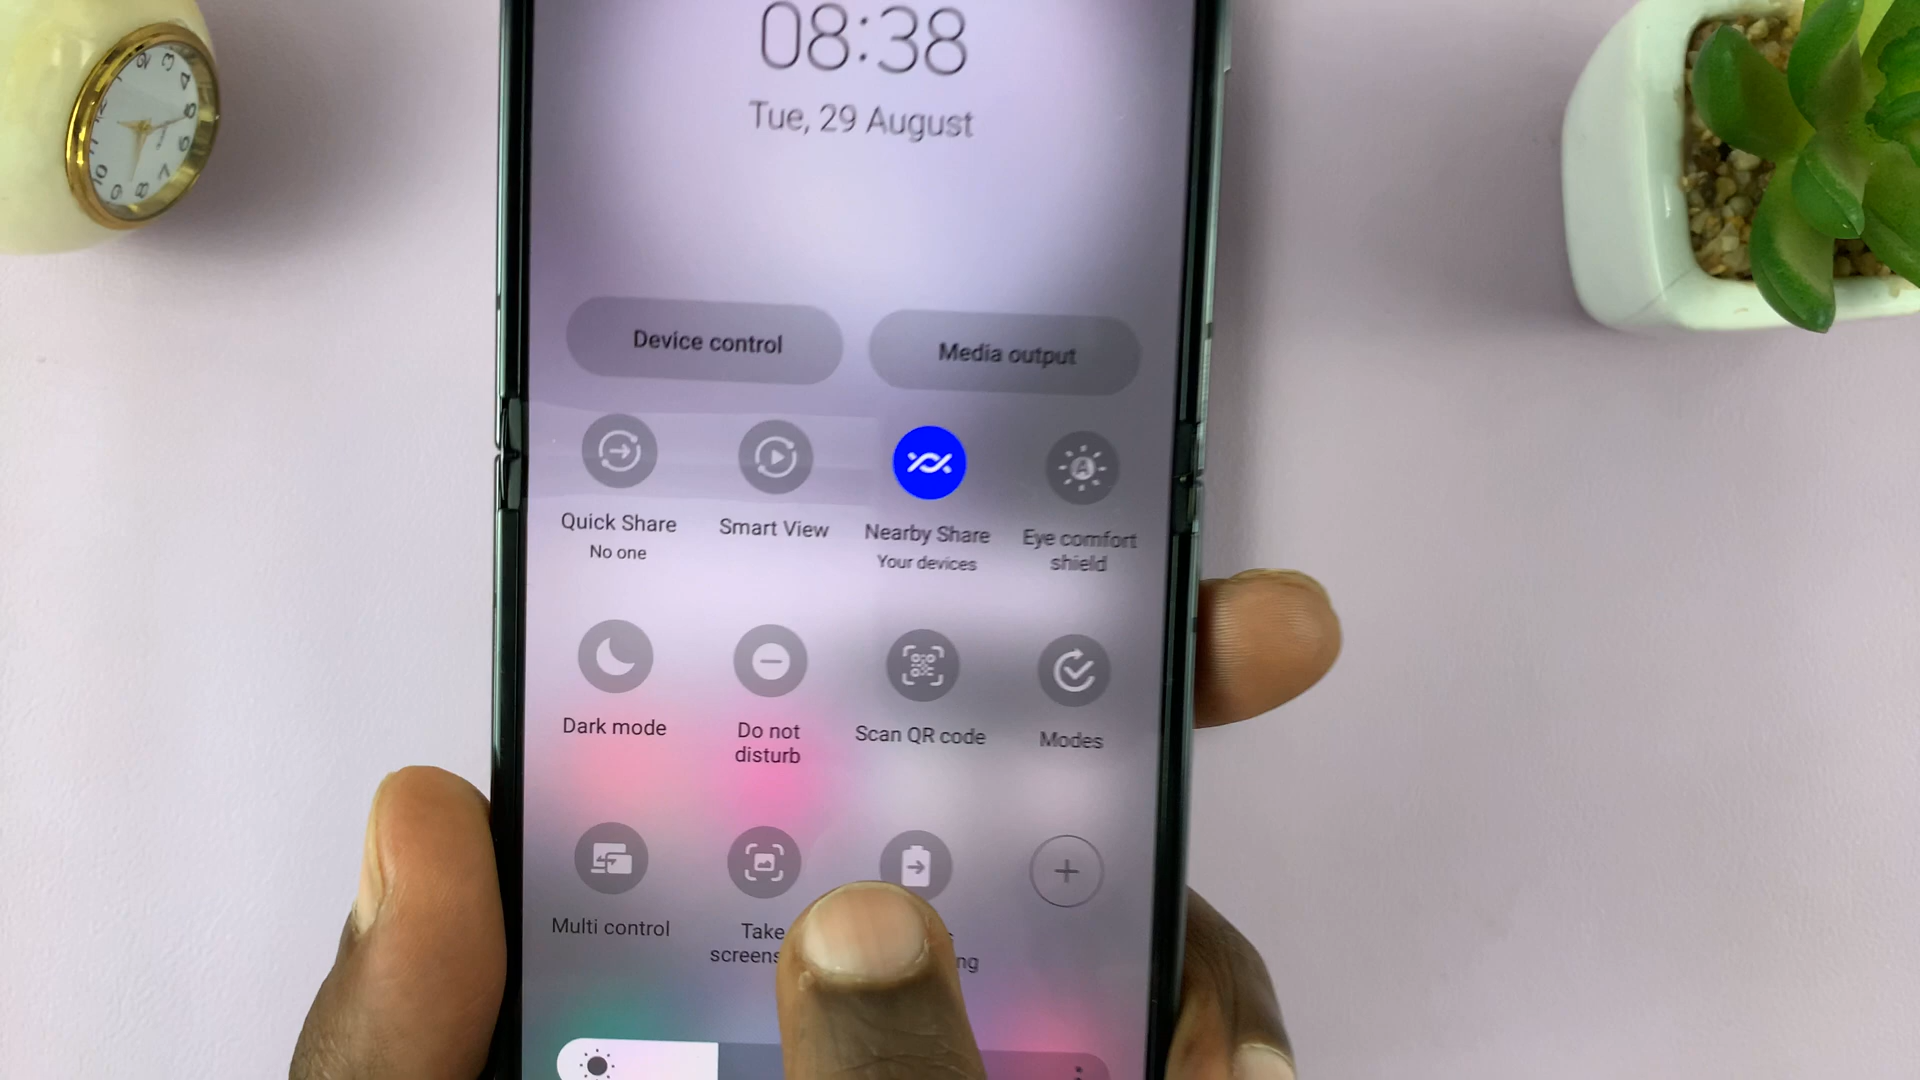 08:38
Tue, 29 August
Device control
Media output
Quick Share
No one
Smart View
Nearby Share
Your devices
Eye comfort
shield
Dark mode
Do not
disturb
Scan QR code
Modes
Multi control
Take